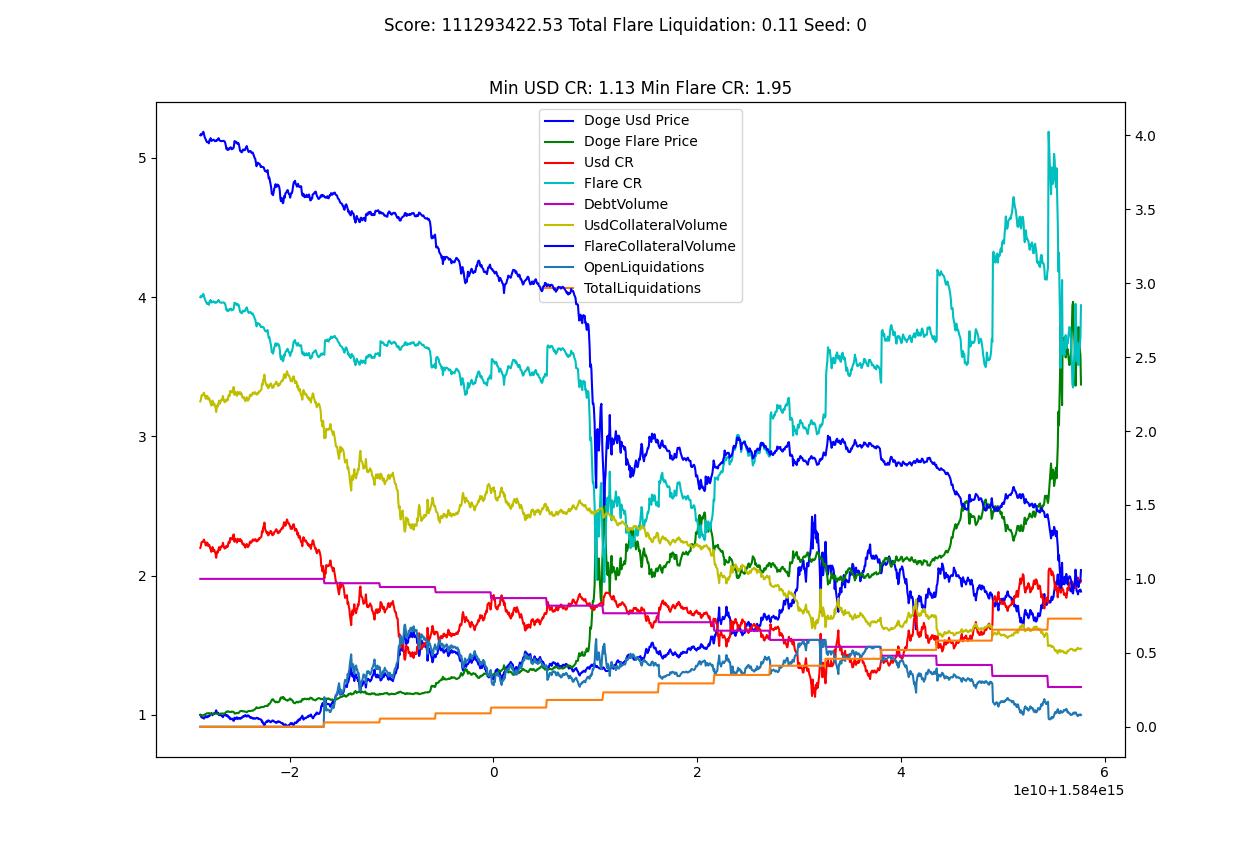 Score: 111293422.53 Total Flare Liquidation: 0.11 Seed: 0
Min USD CR: 1.13 Min Flare CR: 1.95
Doge Usd Price
Doge Flare Price
Usd CR
Flare CR
DebtVolume
UsdCollateralVolume
FlareCollateralVolume
OpenLiquidations
TotalLiquidations
5
4
3
2
1
4.0
3.5
3.0
2.5
2.0
1.5
1.0
0.5
0.0
−2
0
2
4
6
1e10+1.584e15